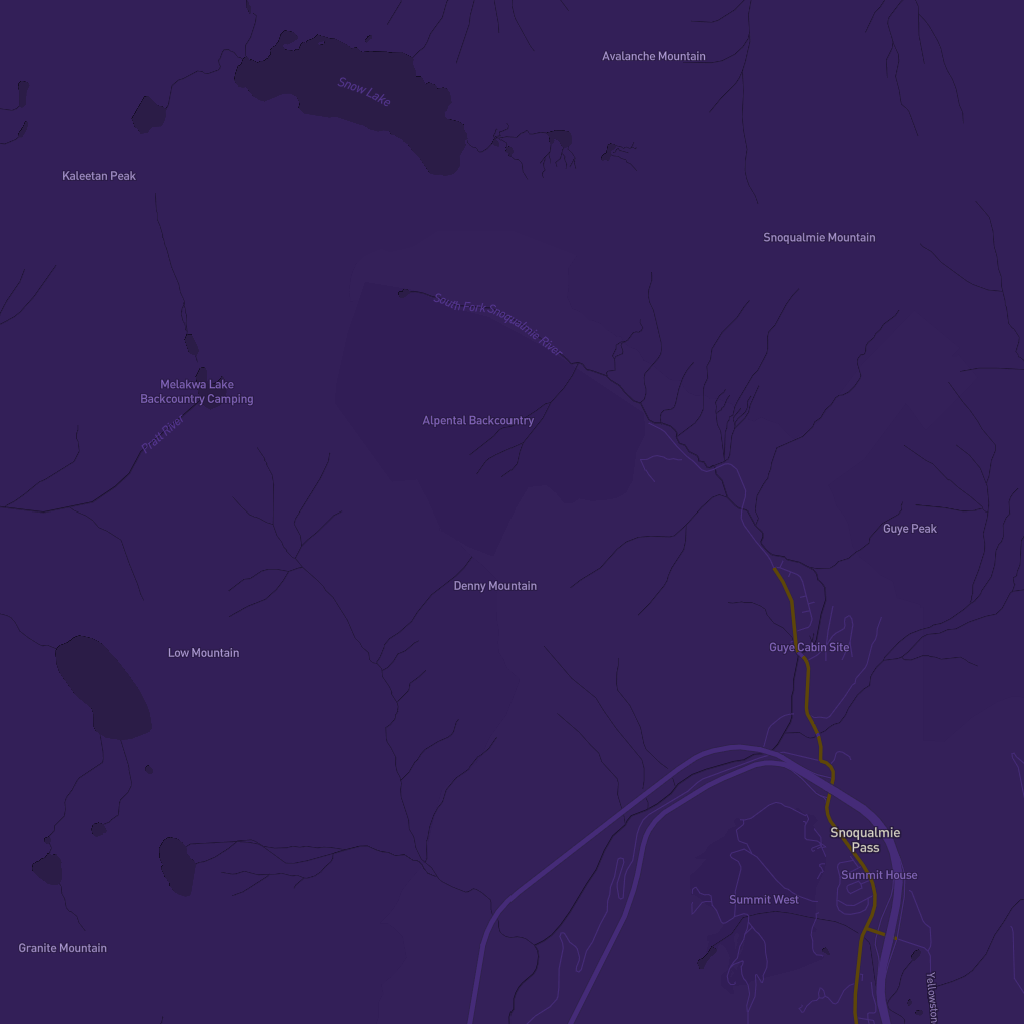 Avalanche Mountain
Snow Lake
Kaleetan Peak
Snoqualmie Mountain
South Fork Snoqualmie River
Melakwa Lake
Backcountry Camping
Pratt River
Alpental Backcountry
Guye Peak
Denny Mountain
Guye Cabin Site
Low Mountain
Snoqualmie
Pass
Summit House
Summit West
Granite Mountain
Yellowston